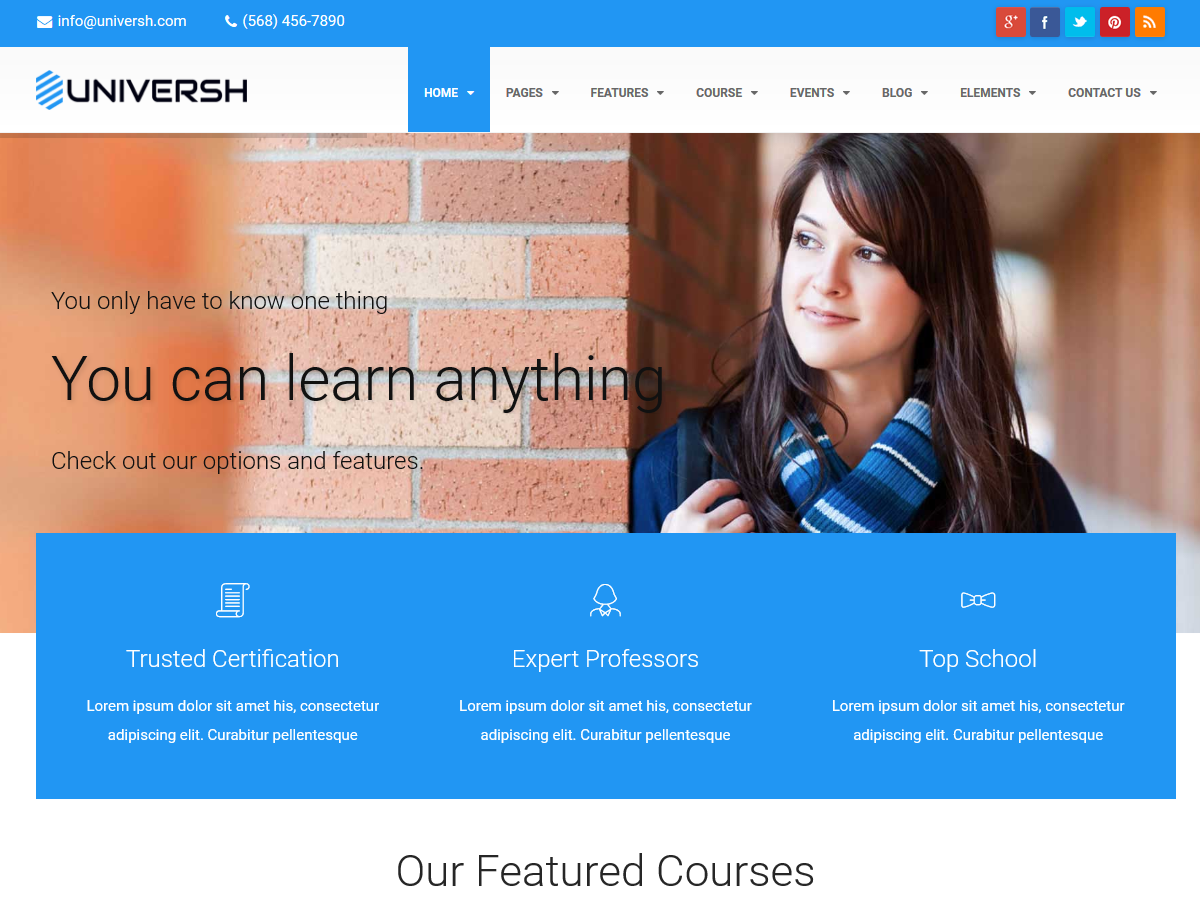 info@universh.com
(568) 456-7890
UNIVERSH
HOME
PAGES
FEATURES
COURSE
EVENTS
BLOG
ELEMENTS
CONTACT US
You only have to know one thing
You can learn anything
Check out our options and features.
Trusted Certification
Lorem ipsum dolor sit amet his, consectetur
adipiscing elit. Curabitur pellentesque
Expert Professors
Lorem ipsum dolor sit amet his, consectetur
adipiscing elit. Curabitur pellentesque
Top School
Lorem ipsum dolor sit amet his, consectetur
adipiscing elit. Curabitur pellentesque
Our Featured Courses